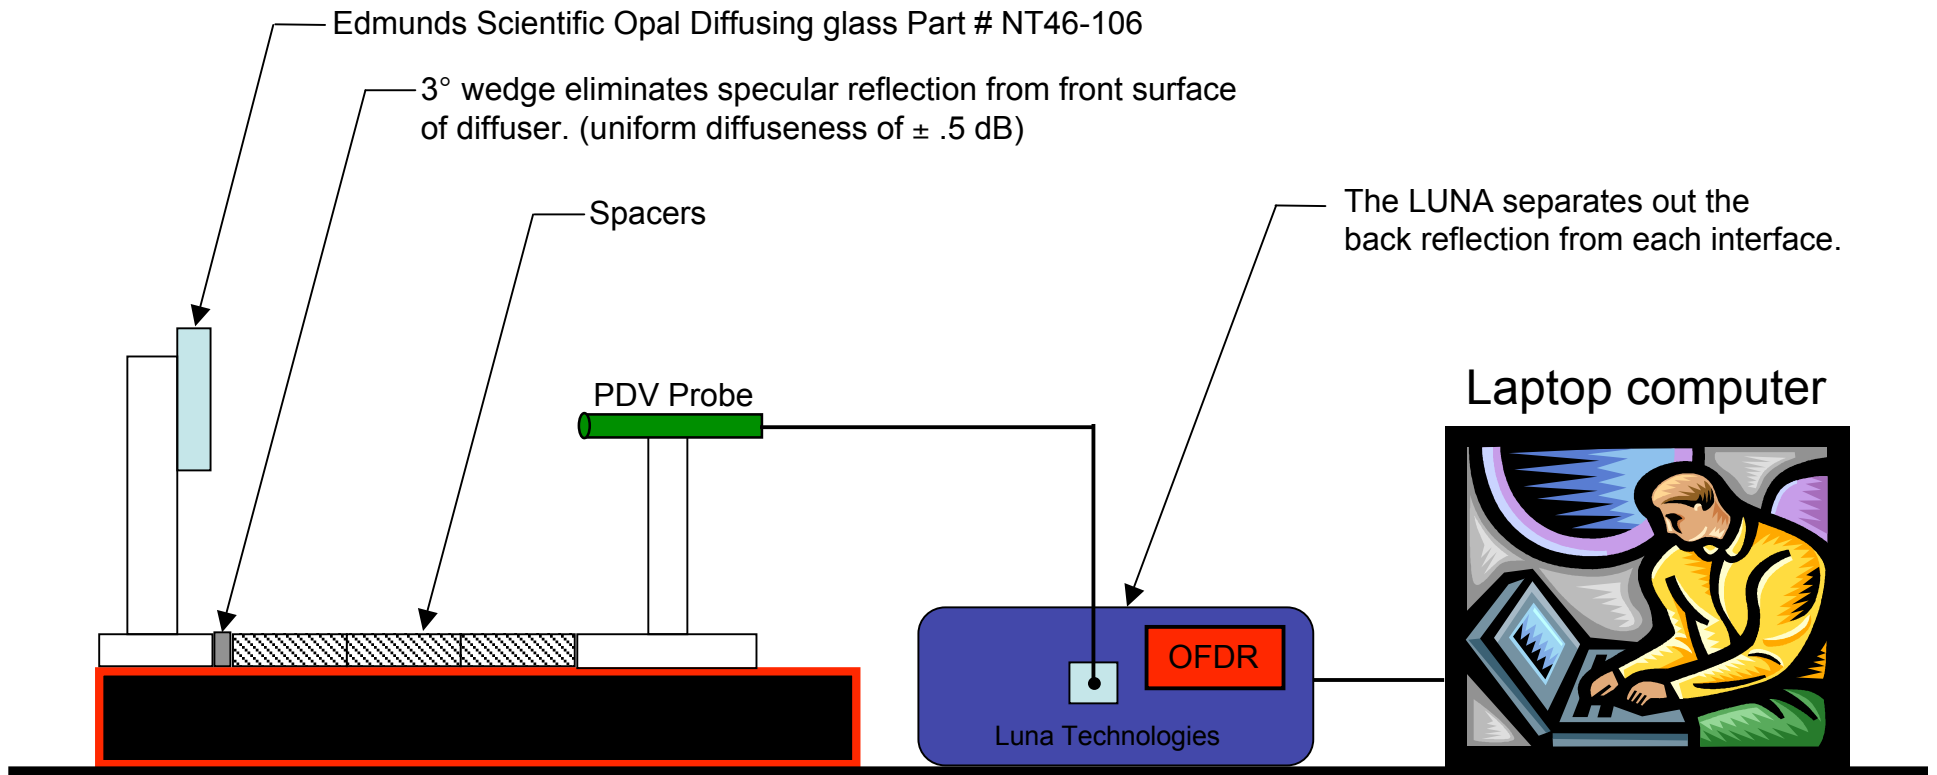 Edmunds Scientific Opal Diffusing glass Part # NT46-106
3° wedge eliminates specular reflection from front surface
of diffuser. (uniform diffuseness of ± .5 dB)
Spacers
The LUNA separates out the
back reflection from each interface.
PDV Probe
Laptop computer
OFDR
Luna Technologies